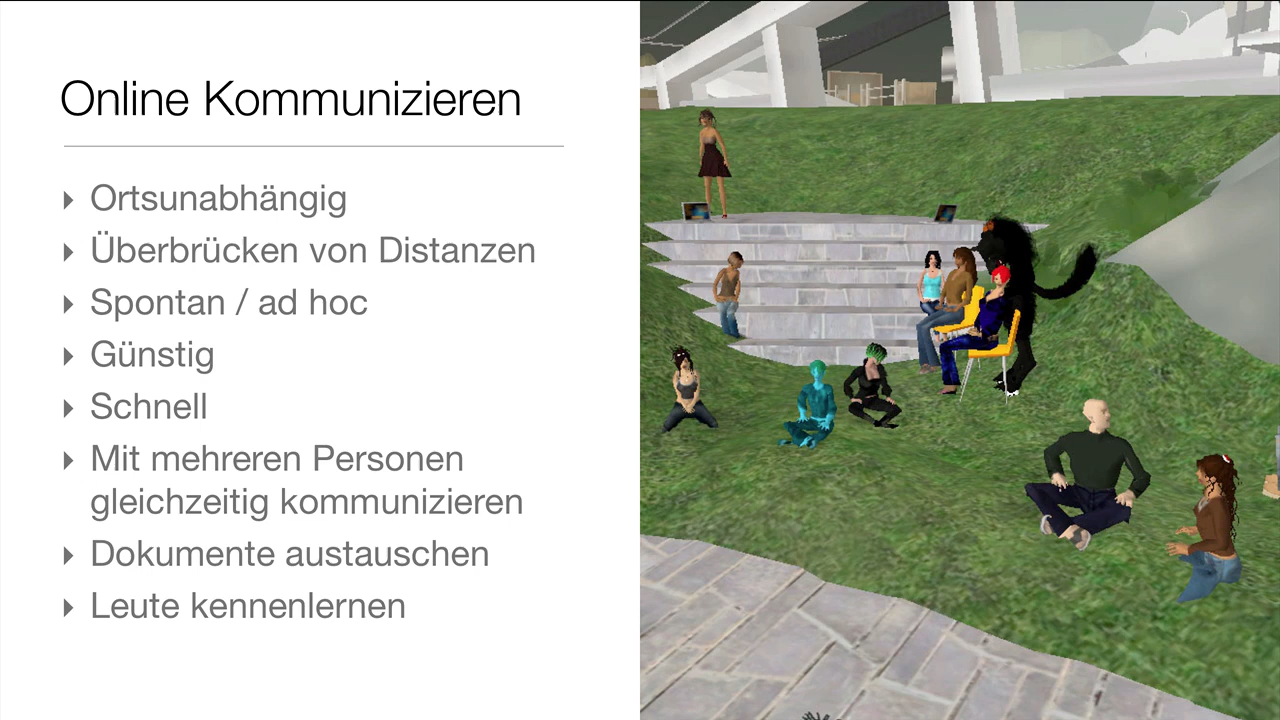 Online Kommunizieren
Ortsunabhängig
Überbrücken von Distanzen
Spontan / ad hoc
Günstig
Schnell
Mit mehreren Personen
gleichzeitig kommunizieren
Dokumente austauschen
Leute kennenlernen